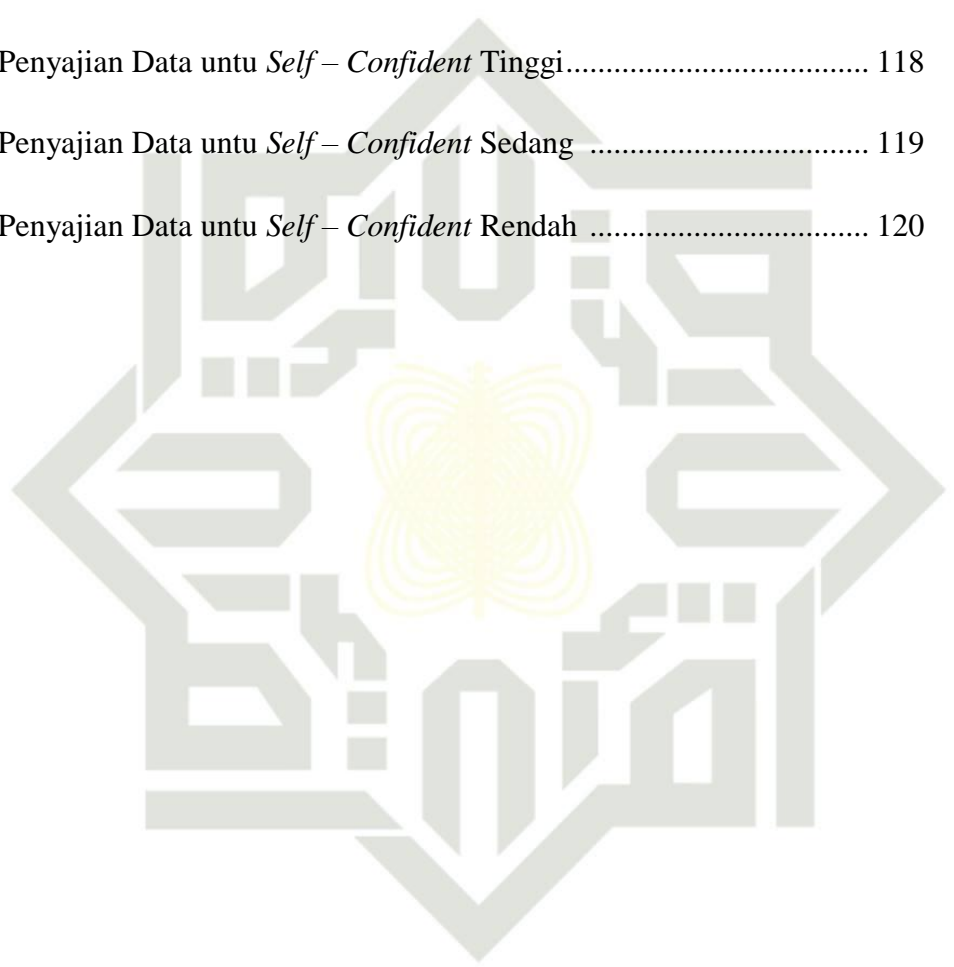 Penyajian Data untu Self – Confident Tinggi..................................... 118
Penyajian Data untu Self – Confident Sedang .................................. 119
Penyajian Data untu Self – Confident Rendah .................................. 120